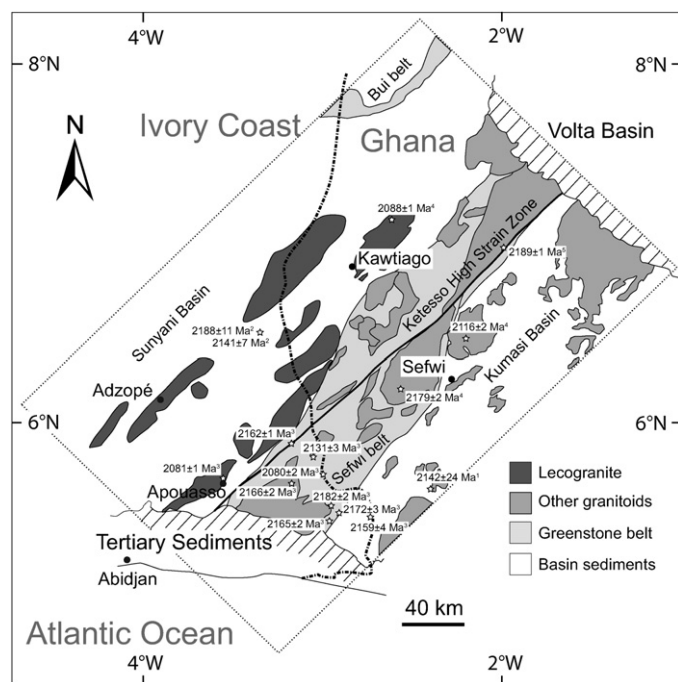 4°W
2°W
8°N
8°N
Bui belt
Ivory Coast
Ghana
Volta Basin
N
2088±1 Ma⁴
Kawtiago
Ketesso High Strain Zone
2189±1 Ma⁵
Sunyani Basin
2188±11 Ma²
2141±7 Ma²
2116±2 Ma⁴
Kumasi Basin
Sefwi
Adzopé
2179±2 Ma⁴
6°N
6°N
2162±1 Ma³
2131±3 Ma³
Sefwi belt
2081±1 Ma³
2080±2 Ma³
2142±24 Ma¹
Apouasso
2166±2 Ma³
2182±2 Ma³
2172±3 Ma³
2165±2 Ma³
2159±4 Ma³
Lecogranite
Other granitoids
Greenstone belt
Basin sediments
Tertiary Sediments
Abidjan
40 km
Atlantic Ocean
4°W
2°W